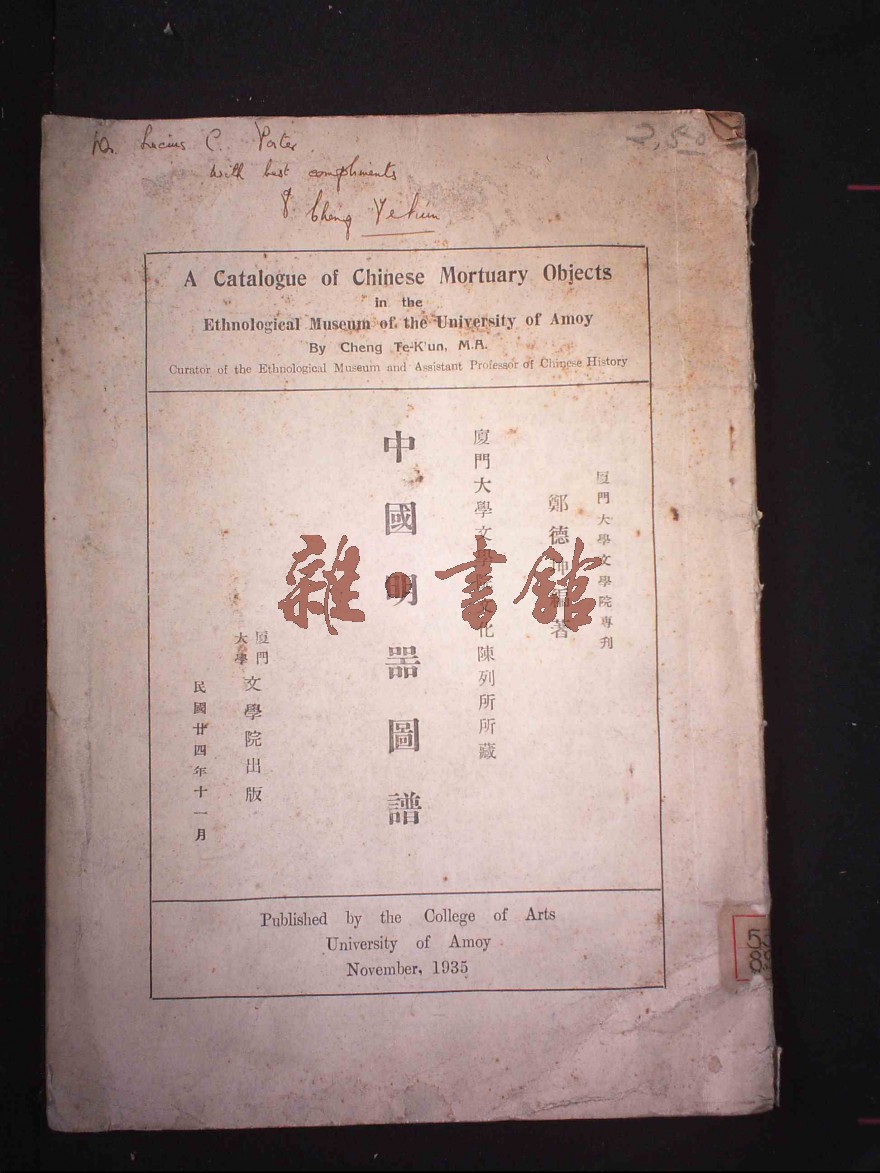 Dr. Lucius C. Porter
2,50
with best compliments
Cheng Te-kun
A Catalogue of Chinese Mortuary Objects
in the
Ethnological Museum of the University of Amoy
By Cheng Te-K'un, M.A.
Curator of the Ethnological Museum and Assistant Professor of Chinese History
廈門大學文學院專刊
鄭德坤編著
廈門大學文學院文化陳列所所藏
中國明器圖譜
廈門大學文學院出版
民國廿四年十一月
雜·書館
Published by the College of Arts
University of Amoy
November, 1935